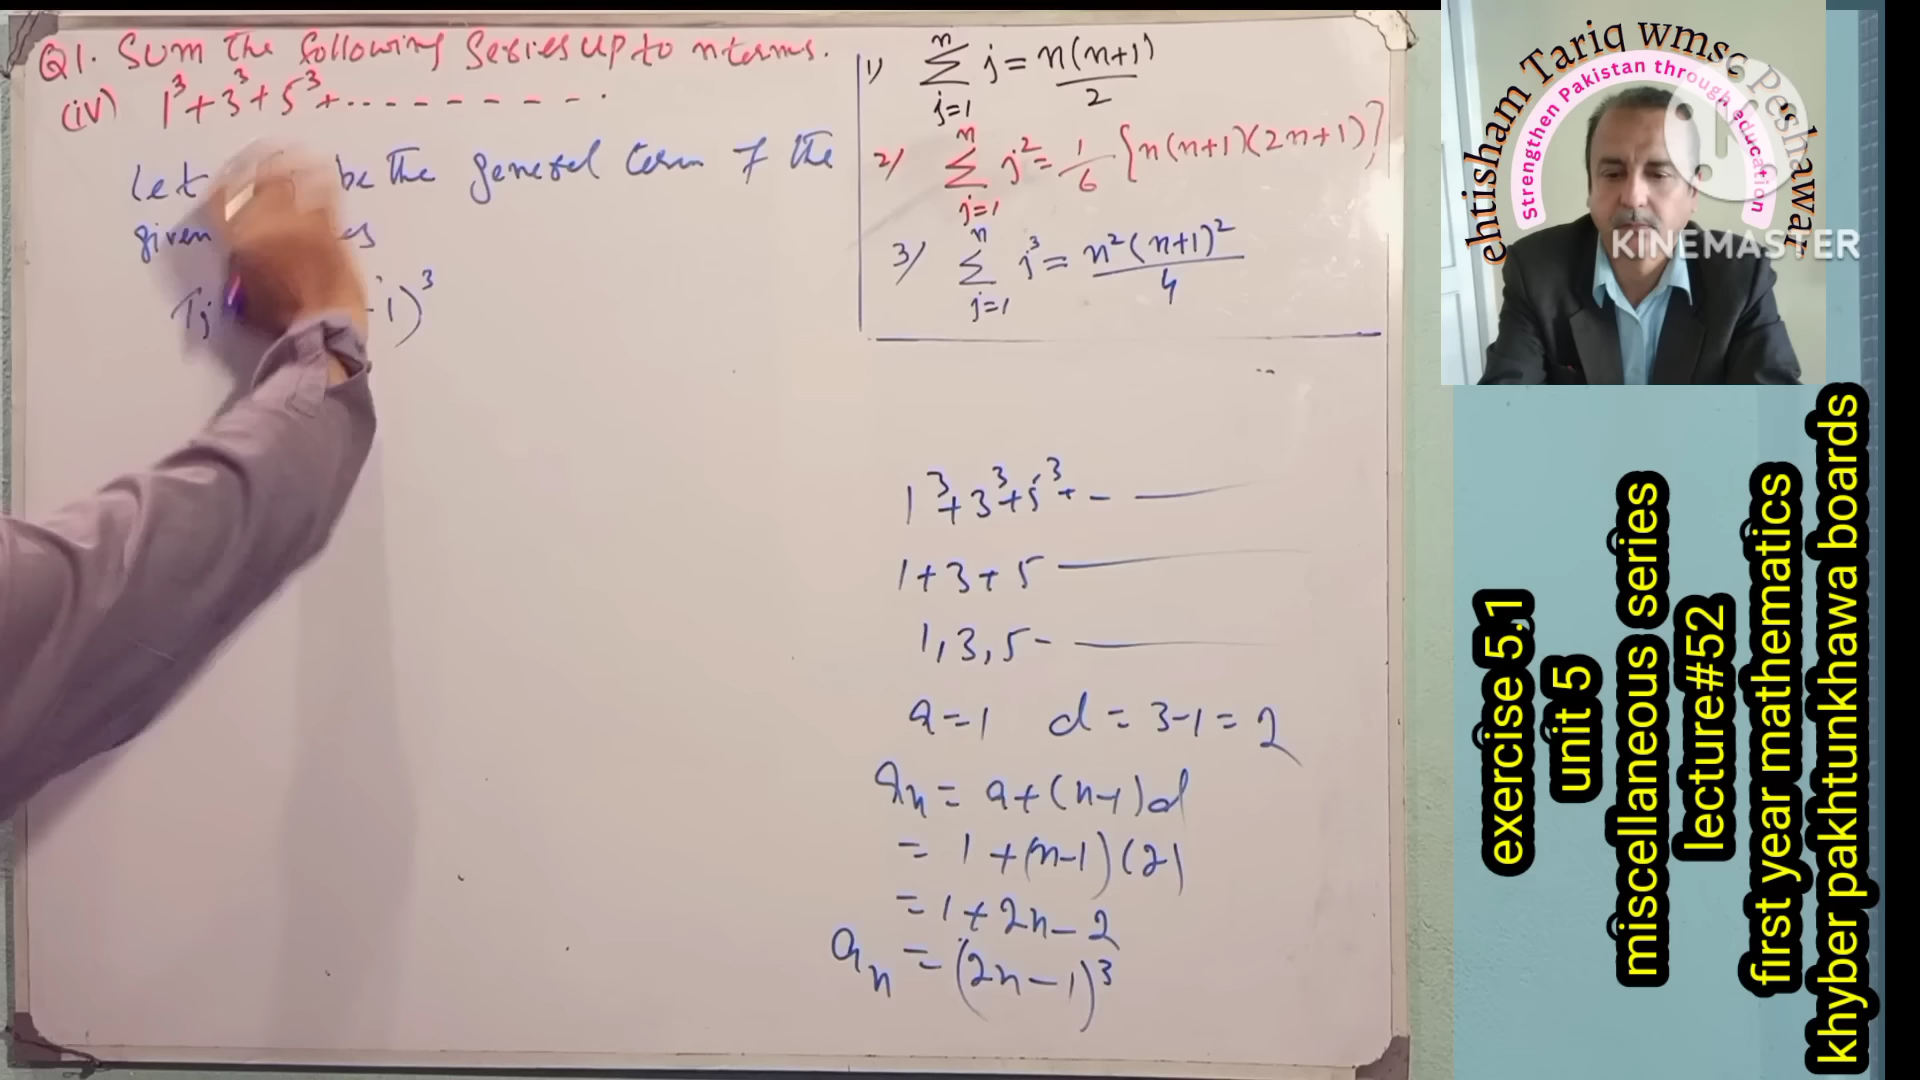 Q1. Sum The following Series up to n terms.
(iv) 1³ + 3³ + 5³ + ..----------.
Let be the general term of the
given
Tj -1)³
1) \sum_{j=1}^{n} j = n(n+1)/2
2) \sum_{j=1}^{n} j² = 1/6 {n(n+1)(2n+1)}
3) \sum_{j=1}^{n} j³ = n²(n+1)²/4
1³ + 3³ + 5³ + - —
1 + 3 + 5 —
1, 3, 5 - —
a = 1 d = 3-1 = 2
an = a + (n-1)d
= 1 + (n-1)(2)
= 1 + 2n - 2
an = (2n-1)³
ehtisham Tariq wmsc Peshawar
Strengthen Pakistan through education
KINEMASTER
exercise 5.1
unit 5
miscellaneous series
lecture#52
first year mathematics
khyber pakhtunkhawa boards